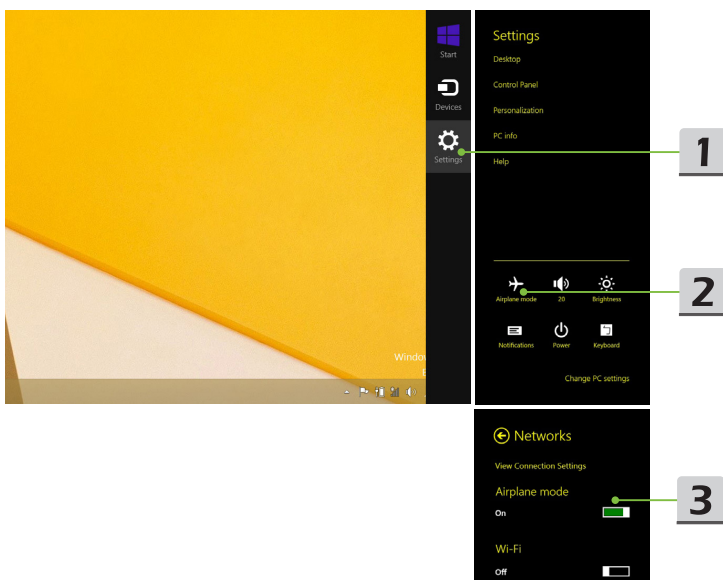 Start
Devices
Settings
Settings
Desktop
Control Panel
Personalization
PC info
Help
1
Airplane mode
20
Brightness
2
Notifications
Power
Keyboard
Change PC settings
Networks
View Connection Settings
Airplane mode
On
3
Wi-Fi
Off